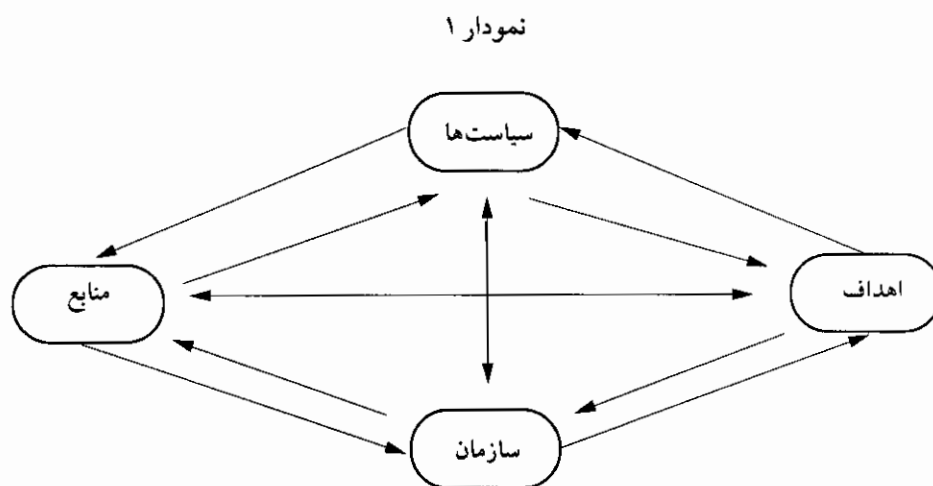 نمودار ۱
سیاست‌ها
اهداف
منابع
سازمان